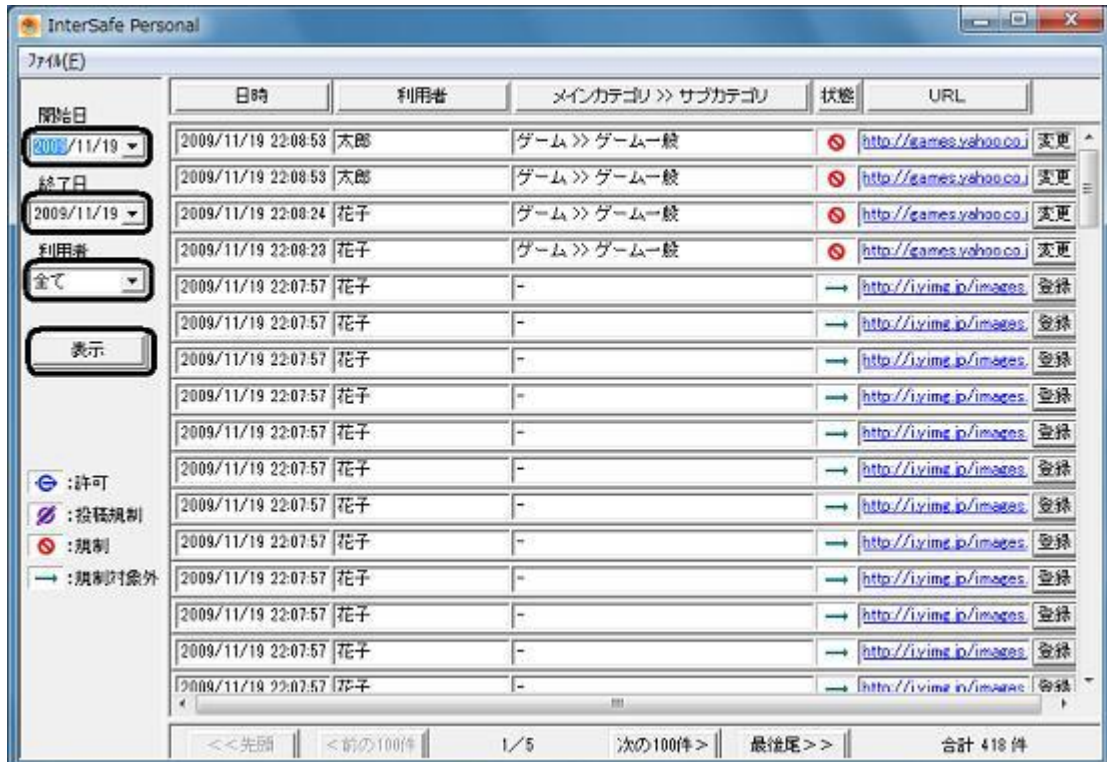 InterSafe Personal
ﾌｧｲﾙ(F)
日時 利用者 メインカテゴリ >> サブカテゴリ 状態 URL
開始日
2009/11/19
終了日
2009/11/19
利用者
全て
表示
:許可
:投稿規制
:規制
:規制対象外
2009/11/19 22:08:53 太郎 ゲーム >> ゲーム一般 http://games.yahoo.co.j 変更
2009/11/19 22:08:53 太郎 ゲーム >> ゲーム一般 http://games.yahoo.co.j 変更
2009/11/19 22:08:24 花子 ゲーム >> ゲーム一般 http://games.yahoo.co.j 変更
2009/11/19 22:08:23 花子 ゲーム >> ゲーム一般 http://games.yahoo.co.j 変更
2009/11/19 22:07:57 花子 - http://i.yimg.jp/images. 登録
2009/11/19 22:07:57 花子 - http://i.yimg.jp/images. 登録
2009/11/19 22:07:57 花子 - http://i.yimg.jp/images. 登録
2009/11/19 22:07:57 花子 - http://i.yimg.jp/images. 登録
2009/11/19 22:07:57 花子 - http://i.yimg.jp/images. 登録
2009/11/19 22:07:57 花子 - http://i.yimg.jp/images. 登録
2009/11/19 22:07:57 花子 - http://i.yimg.jp/images. 登録
2009/11/19 22:07:57 花子 - http://i.yimg.jp/images. 登録
2009/11/19 22:07:57 花子 - http://i.yimg.jp/images. 登録
2009/11/19 22:07:57 花子 - http://i.yimg.jp/images. 登録
2009/11/19 22:07:57 花子 - http://i.yimg.jp/images. 登録
2009/11/19 22:07:57 花子 - http://i.yimg.jp/images 登録
<<先頭 <前の100件 1/5 次の100件> 最後尾>> 合計 418 件